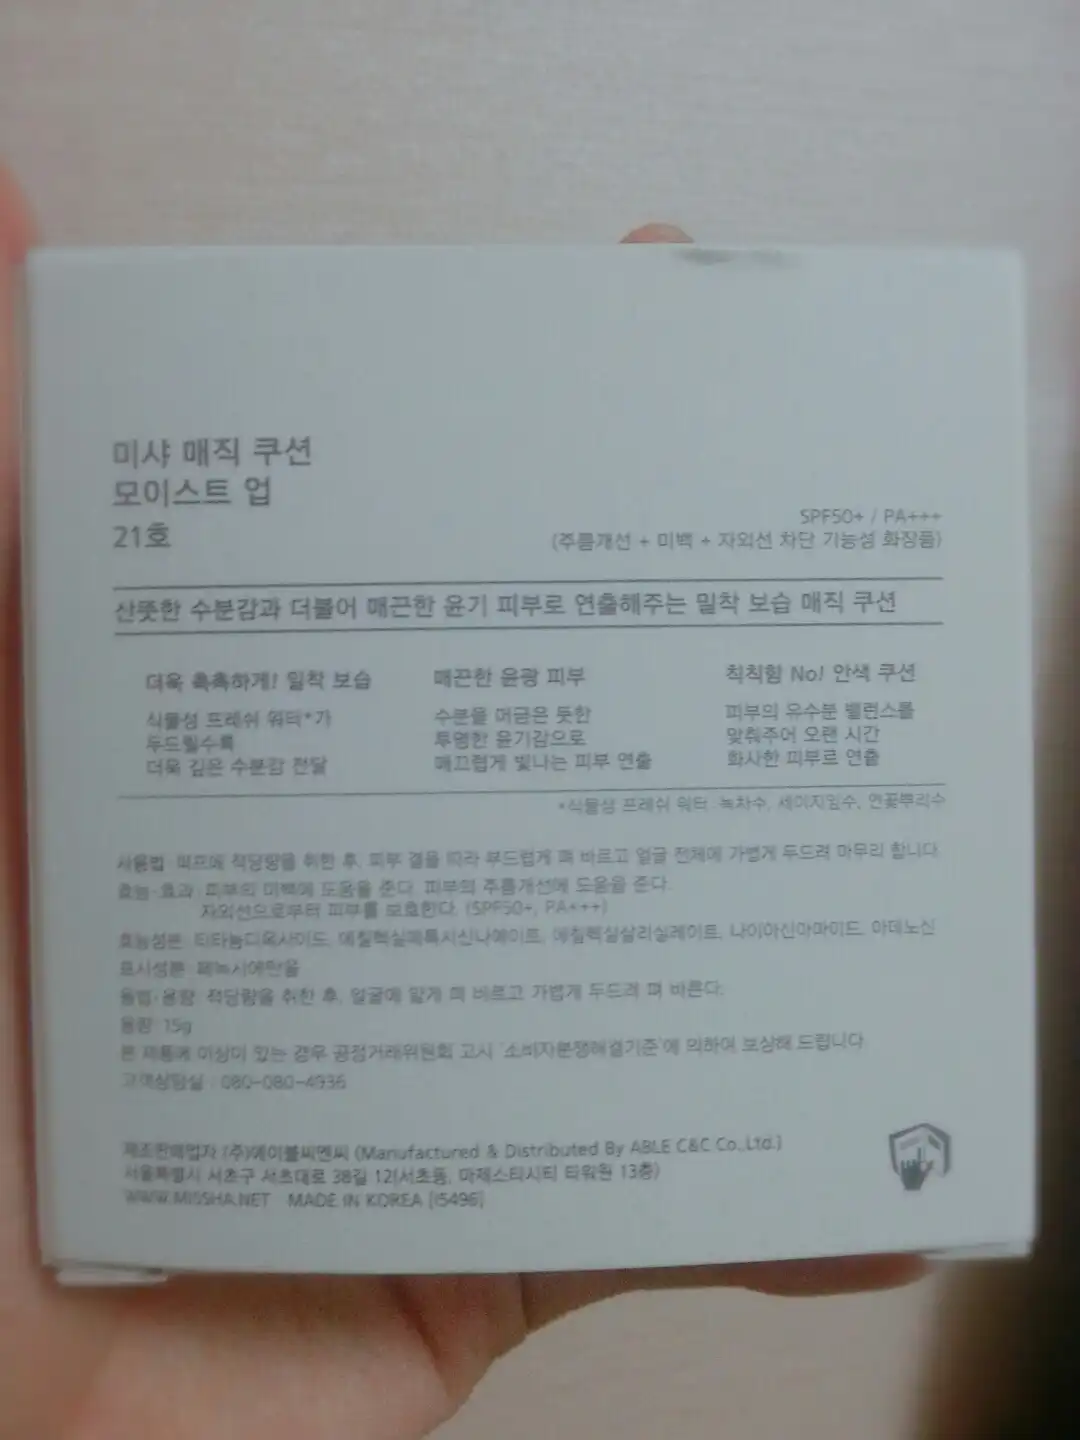 미샤 매직 쿠션
모이스트 업
21호
SPF50+ / PA+++
(주름개선 + 미백 + 자외선 차단 기능성 화장품)
산뜻한 수분감과 더불어 매끈한 윤기 피부로 연출해주는 밀착 보습 매직 쿠션
더욱 촉촉하게! 밀착 보습
식물성 프레쉬 워터*가
두드릴수록
더욱 깊은 수분감 전달
매끈한 윤광 피부
수분을 머금은 듯한
투명한 윤기감으로
매끄럽게 빛나는 피부 연출
칙칙함 No! 안색 쿠션
피부의 유수분 밸런스를
맞춰주어 오랜 시간
화사한 피부로 연출
*식물성 프레쉬 워터: 녹차수, 세이지잎수, 연꽃뿌리수
사용법: 퍼프에 적당량을 취한 후, 피부 결을 따라 부드럽게 펴 바르고 얼굴 전체에 가볍게 두드려 마무리 합니다.
효능·효과: 피부의 미백에 도움을 준다. 피부의 주름개선에 도움을 준다.
자외선으로부터 피부를 보호한다. (SPF50+, PA+++)
효능성분: 티타늄디옥사이드, 에칠헥실메톡시신나메이트, 에칠헥실살리실레이트, 나이아신아마이드, 아데노신
표시성분: 페녹시에탄올
용법·용량: 적당량을 취한 후, 얼굴에 얇게 펴 바르고 가볍게 두드려 펴 바른다.
용량: 15g
본 제품에 이상이 있는 경우 공정거래위원회 고시 '소비자분쟁해결기준'에 의하여 보상해 드립니다.
고객상담실 : 080-080-4936
제조판매업자 (주)에이블씨엔씨 (Manufactured & Distributed By ABLE C&C Co.,Ltd.)
서울특별시 서초구 서초대로 38길 12(서초동, 마제스타시티 타워원 13층)
WWW.MISSHA.NET MADE IN KOREA [I5496]